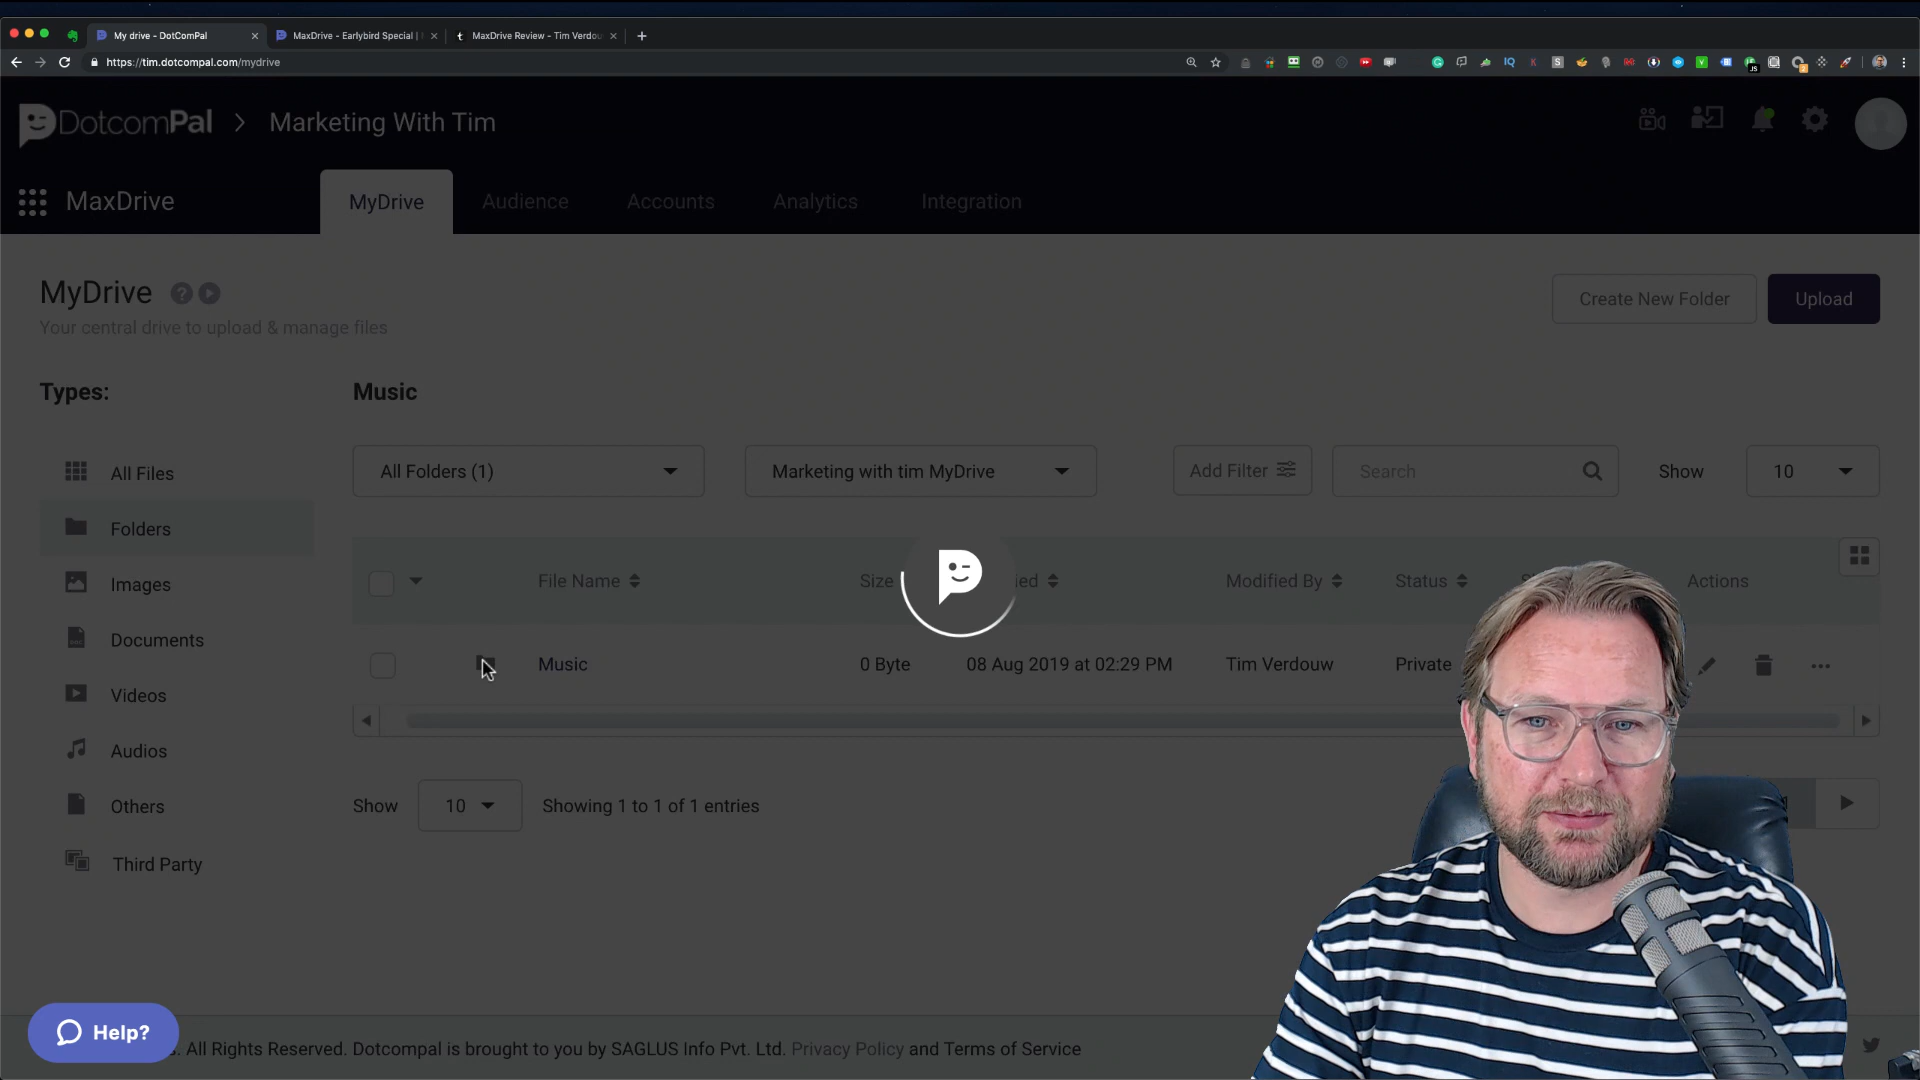 My drive - DotComPal
MaxDrive - Earlybird Special |
MaxDrive Review - Tim Verdou
https://tim.dotcompal.com/mydrive
DotcomPal
Marketing With Tim
MaxDrive
MyDrive
Audience
Accounts
Analytics
Integration
MyDrive
Create New Folder
Upload
Your central drive to upload & manage files
Types:
Music
All Files
Folders
Images
Documents
Videos
Audios
Others
Third Party
All Folders (1)
Marketing with tim MyDrive
Add Filter
Search
Show
10
File Name
Size
ied
Modified By
Status
Actions
Music
0 Byte
08 Aug 2019 at 02:29 PM
Tim Verdouw
Private
Show
10
Showing 1 to 1 of 1 entries
Help?
s. All Rights Reserved. Dotcompal is brought to you by SAGLUS Info Pvt. Ltd. Privacy Policy and Terms of Service